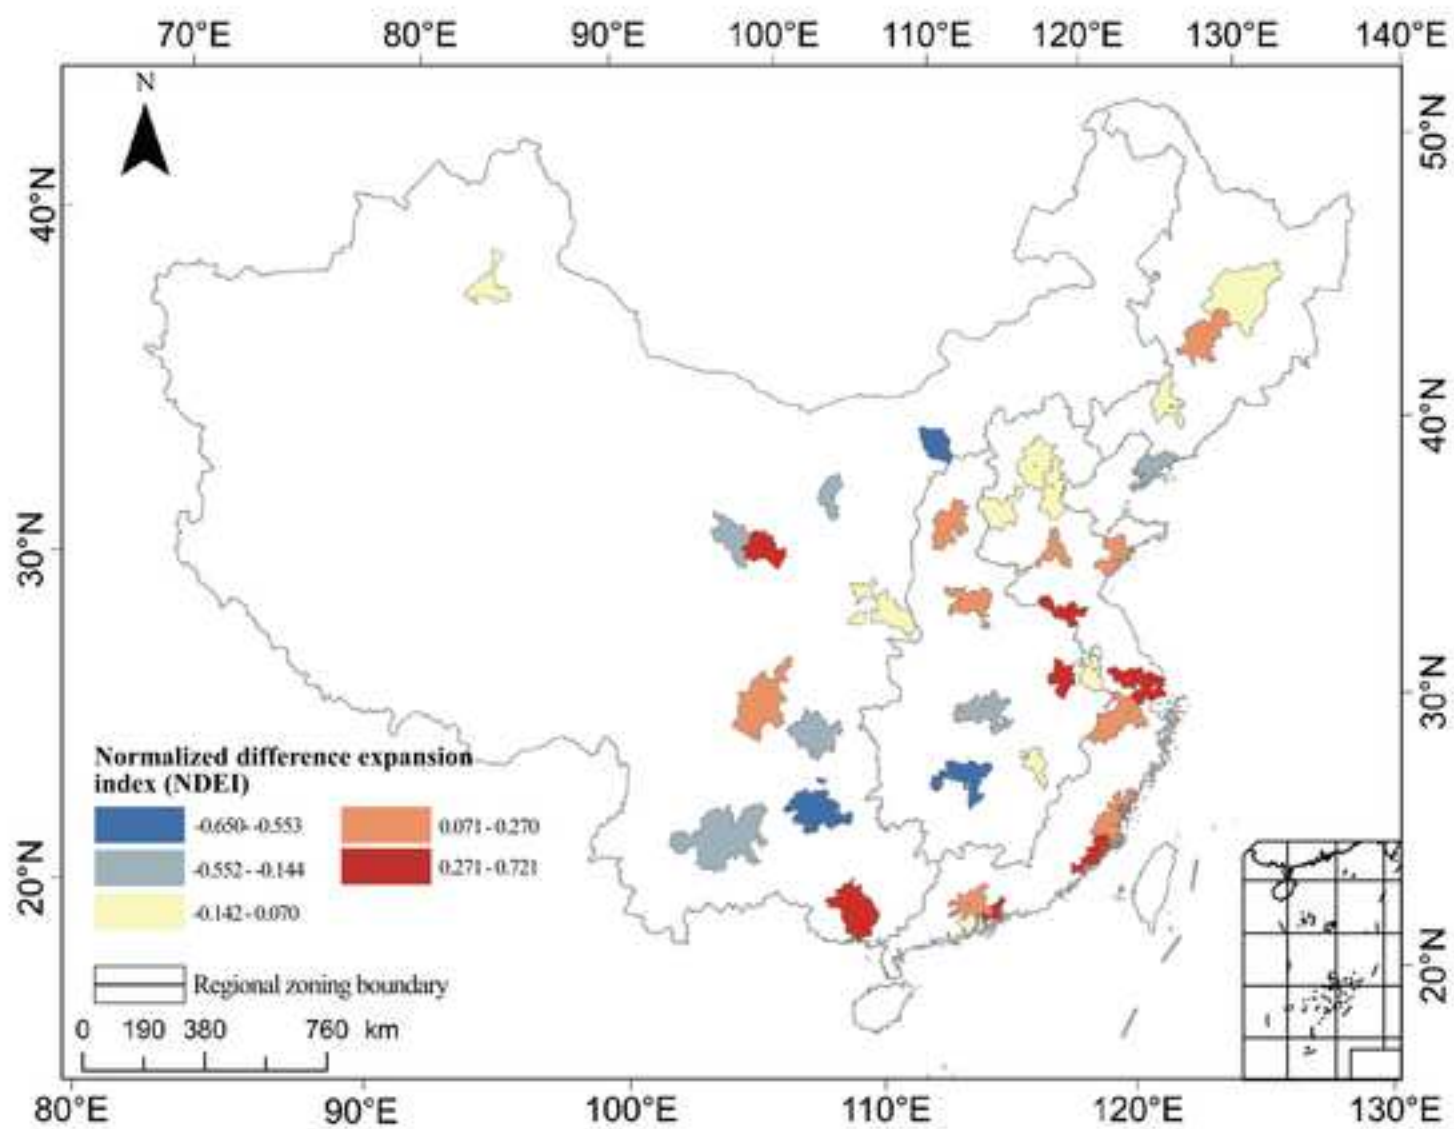 70°E 80°E 90°E 100°E 110°E 120°E 130°E 140°E
N
50°N
40°N
40°N
30°N
30°N
20°N
20°N
Normalized difference expansion
index (NDEI)
-0.650- -0.553 0.071 - 0.270
-0.552 - -0.144 0.271 - 0.721
-0.142 - 0.070
Regional zoning boundary
0 190 380 760 km
80°E 90°E 100°E 110°E 120°E 130°E